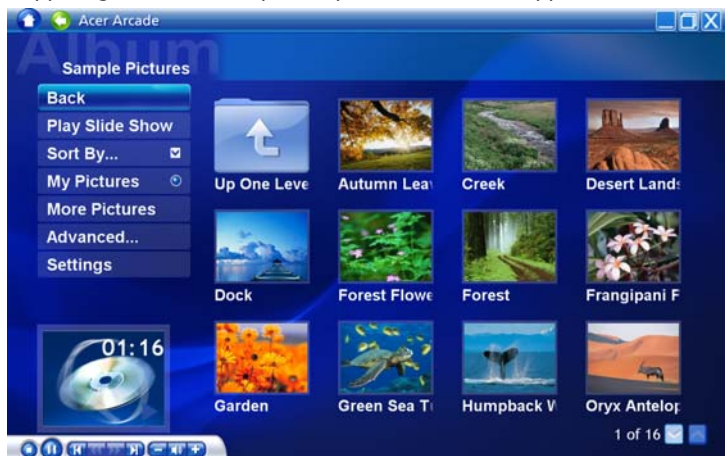 Acer Arcade
Album
Sample Pictures
Back
Play Slide Show
Sort By...
My Pictures
More Pictures
Advanced...
Settings
Up One Leve
Autumn Lea
Creek
Desert Lands
Dock
Forest Flowe
Forest
Frangipani F
Garden
Green Sea T
Humpback W
Oryx Antelop
01:16
1 of 16